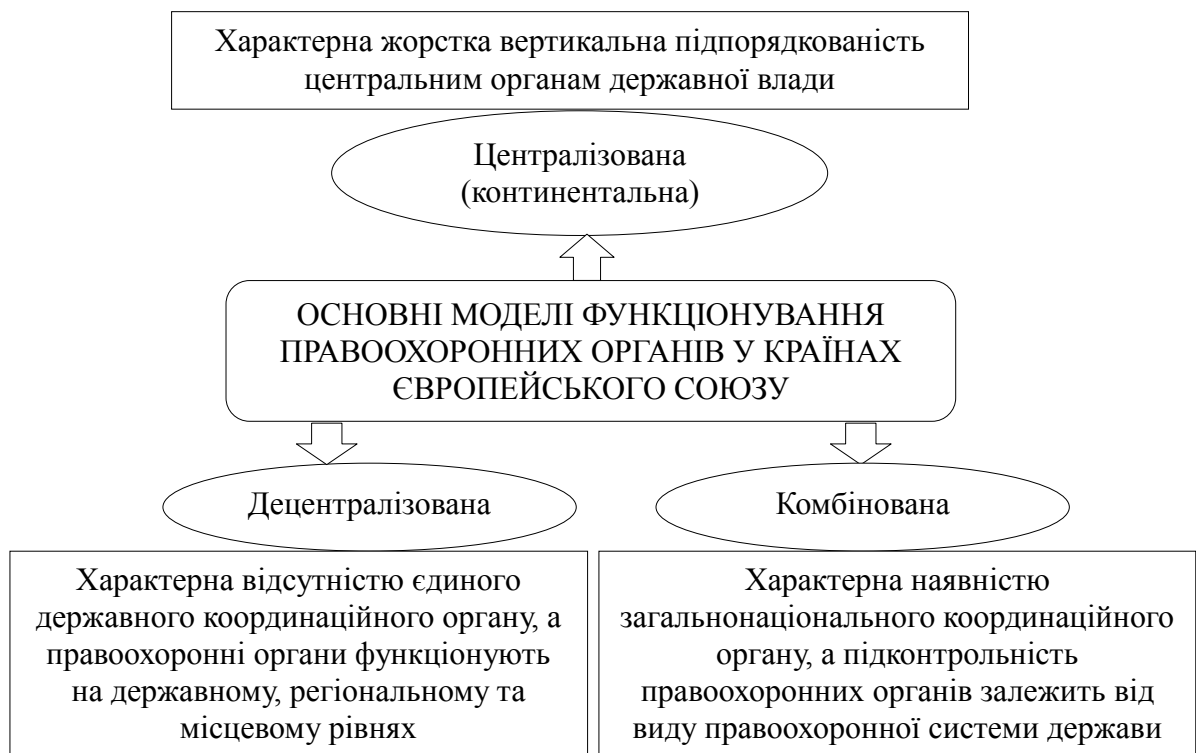 Характерна жорстка вертикальна підпорядкованість
центральним органам державної влади
Централізована
(континентальна)
ОСНОВНІ МОДЕЛІ ФУНКЦІОНУВАННЯ
ПРАВООХОРОННИХ ОРГАНІВ У КРАЇНАХ
ЄВРОПЕЙСЬКОГО СОЮЗУ
Децентралізована
Характерна відсутністю єдиного
державного координаційного органу, а
правоохоронні органи функціонують
на державному, регіональному та
місцевому рівнях
Комбінована
Характерна наявністю
загальнонаціонального координаційного
органу, а підконтрольність
правоохоронних органів залежить від
виду правоохоронної системи держави